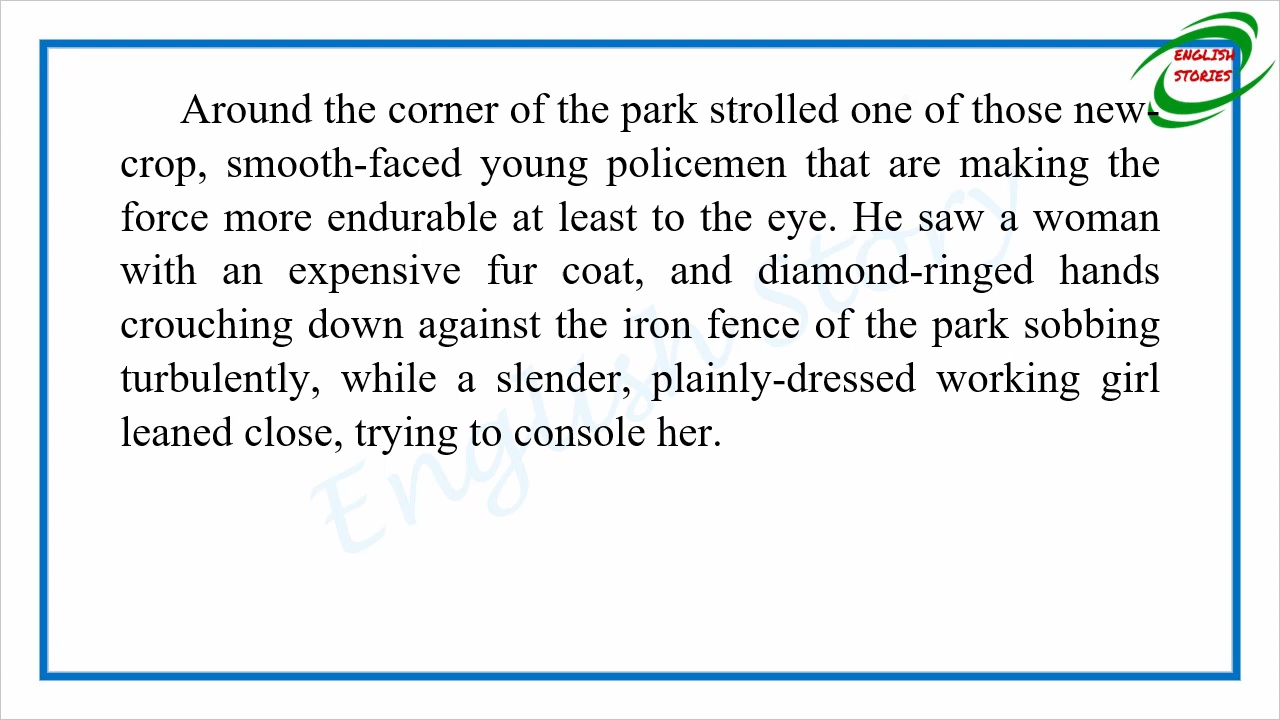 ENGLISH
STORIES
Around the corner of the park strolled one of those new-
crop, smooth-faced young policemen that are making the
force more endurable at least to the eye. He saw a woman
with an expensive fur coat, and diamond-ringed hands
crouching down against the iron fence of the park sobbing
turbulently, while a slender, plainly-dressed working girl
leaned close, trying to console her.
English Story